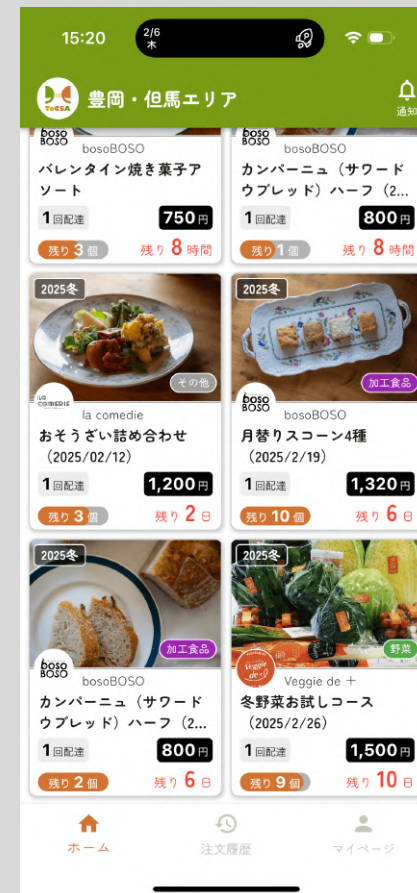 15:20
2/6
木
ToCSA
豊岡・但馬エリア
通知
boso
BOSO
bosoBOSO
バレンタイン焼き菓子ア
ソート
1回配達
750円
残り3個
残り8時間
boso
BOSO
bosoBOSO
カンパーニュ（サワード
ウブレッド）ハーフ（2...
1回配達
800円
残り1個
残り8時間
2025冬
その他
LA
COMEDIE
la comedie
おそうざい詰め合わせ
（2025/02/12）
1回配達
1,200円
残り3個
残り2日
2025冬
加工食品
boso
BOSO
bosoBOSO
月替りスコーン4種
（2025/2/19）
1回配達
1,320円
残り10個
残り6日
2025冬
加工食品
boso
BOSO
bosoBOSO
カンパーニュ（サワード
ウブレッド）ハーフ（2...
1回配達
800円
残り2個
残り6日
2025冬
野菜
Veggie
de+
Veggie de +
冬野菜お試しコース
（2025/2/26）
1回配達
1,500円
残り9個
残り10日
ホーム
注文履歴
マイページ